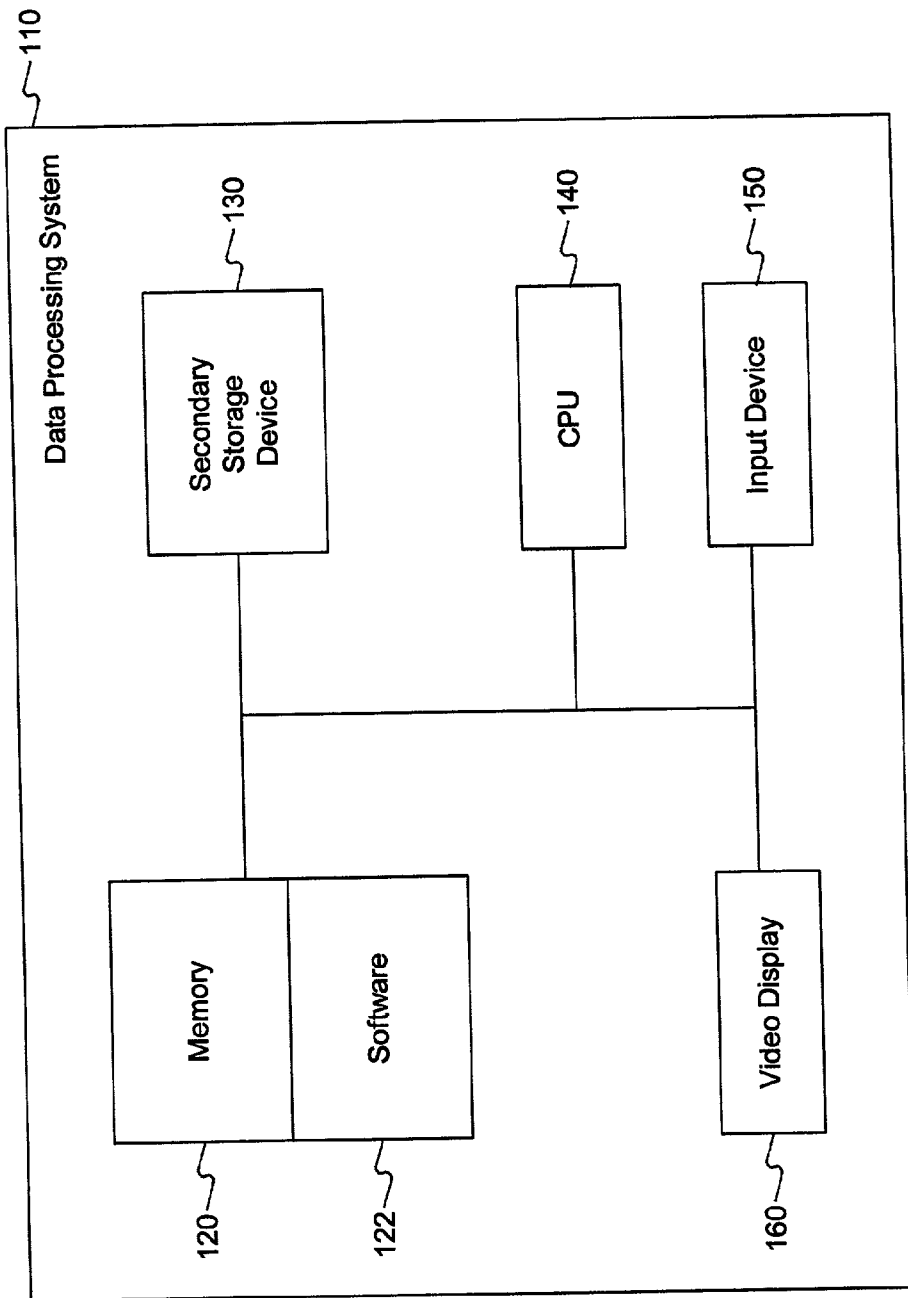 110
Data Processing System
120
Memory
Secondary
Storage
Device
130
122
Software
CPU
140
160
Video Display
Input Device
150